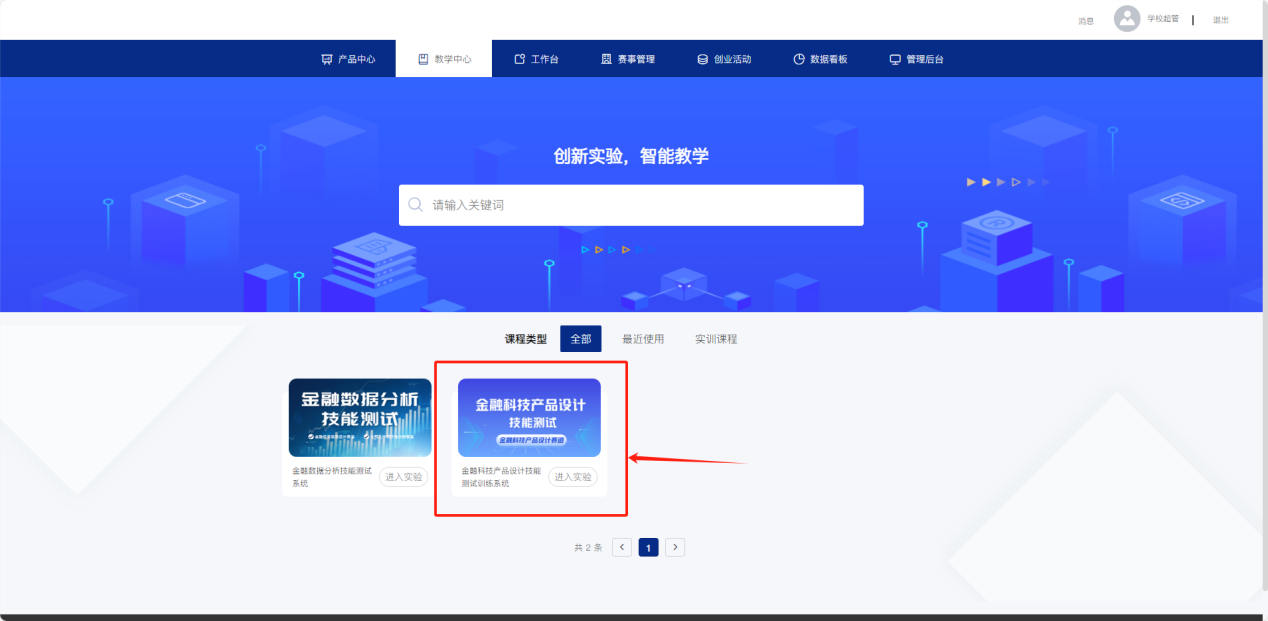 消息
学校超管
退出
产品中心
教学中心
工作台
赛事管理
创业活动
数据看板
管理后台
创新实验，智能教学
请输入关键词
课程类型
全部
最近使用
实训课程
金融数据分析
技能测试
金融数据分析技能测试
系统
进入实验
金融科技产品设计
技能测试
金融科技产品设计赛道
金融科技产品设计技能
测试训练系统
进入实验
共 2 条
1